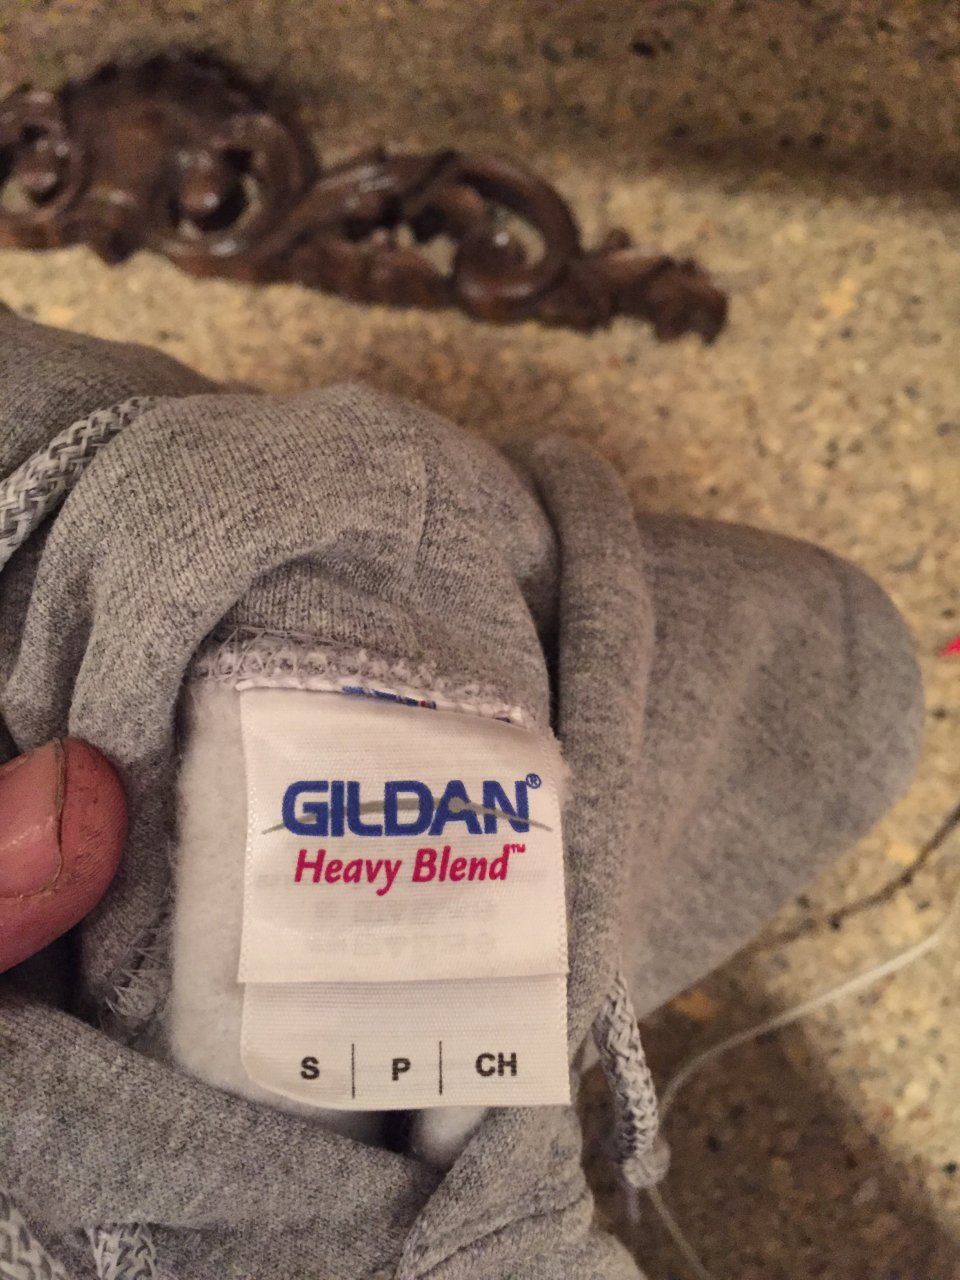 GILDAN®
Heavy Blend™
S | P | CH